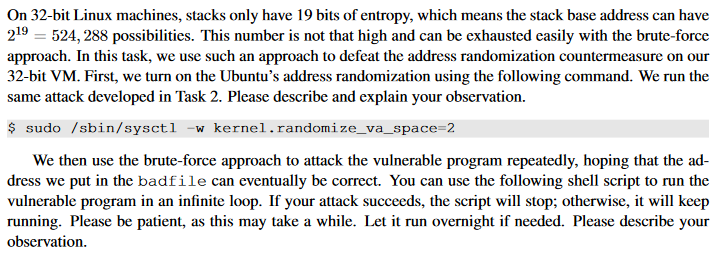 On 32-bit Linux machines, stacks only have 19 bits of entropy, which means the stack base address can have
2^19 = 524, 288 possibilities. This number is not that high and can be exhausted easily with the brute-force
approach. In this task, we use such an approach to defeat the address randomization countermeasure on our
32-bit VM. First, we turn on the Ubuntu's address randomization using the following command. We run the
same attack developed in Task 2. Please describe and explain your observation.
$ sudo /sbin/sysctl -w kernel.randomize_va_space=2
We then use the brute-force approach to attack the vulnerable program repeatedly, hoping that the ad-
dress we put in the badfile can eventually be correct. You can use the following shell script to run the
vulnerable program in an infinite loop. If your attack succeeds, the script will stop; otherwise, it will keep
running. Please be patient, as this may take a while. Let it run overnight if needed. Please describe your
observation.